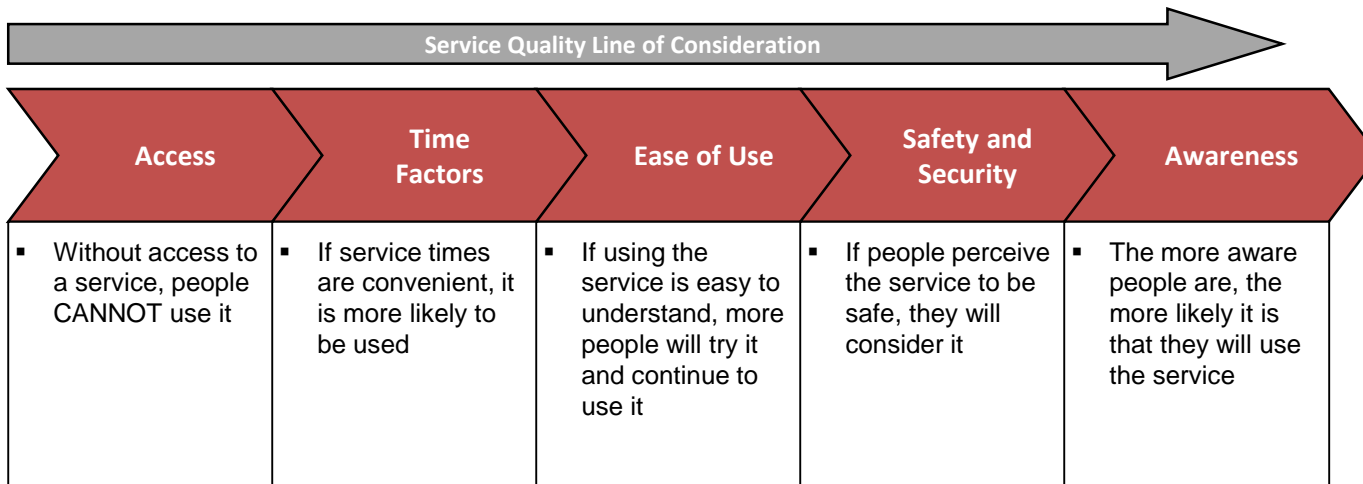 Service Quality Line of Consideration
Access
Time
Factors
Ease of Use
Safety and
Security
Awareness
▪ Without access to
a service, people
CANNOT use it
▪ If service times
are convenient, it
is more likely to
be used
▪ If using the
service is easy to
understand, more
people will try it
and continue to
use it
▪ If people perceive
the service to be
safe, they will
consider it
▪ The more aware
people are, the
more likely it is
that they will use
the service